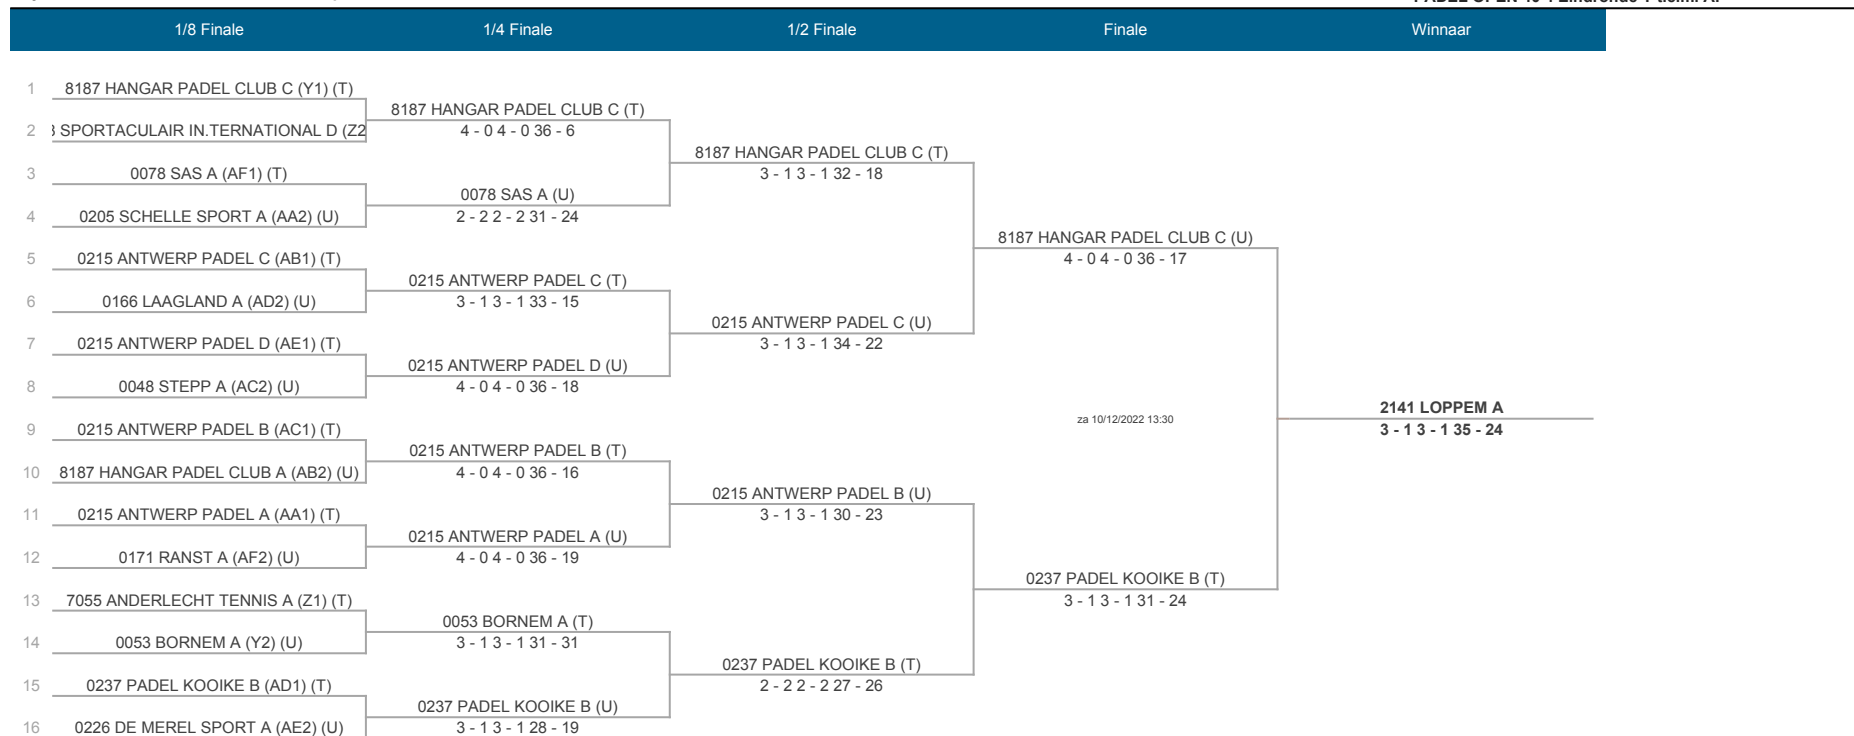 1/8 Finale 1/4 Finale 1/2 Finale Finale Winnaar
1 8187 HANGAR PADEL CLUB C (Y1) (T)
8187 HANGAR PADEL CLUB C (T)
2 SPORTACULAIR IN.TERNATIONAL D (Z2
4 - 0 4 - 0 36 - 6
8187 HANGAR PADEL CLUB C (T)
3 0078 SAS A (AF1) (T)
3 - 1 3 - 1 32 - 18
0078 SAS A (U)
4 0205 SCHELLE SPORT A (AA2) (U)
2 - 2 2 - 2 31 - 24
8187 HANGAR PADEL CLUB C (U)
5 0215 ANTWERP PADEL C (AB1) (T)
4 - 0 4 - 0 36 - 17
0215 ANTWERP PADEL C (T)
6 0166 LAAGLAND A (AD2) (U)
3 - 1 3 - 1 33 - 15
0215 ANTWERP PADEL C (U)
7 0215 ANTWERP PADEL D (AE1) (T)
3 - 1 3 - 1 34 - 22
0215 ANTWERP PADEL D (U)
8 0048 STEPP A (AC2) (U)
4 - 0 4 - 0 36 - 18
2141 LOPPEM A
za 10/12/2022 13:30
9 0215 ANTWERP PADEL B (AC1) (T)
3 - 1 3 - 1 35 - 24
0215 ANTWERP PADEL B (T)
10 8187 HANGAR PADEL CLUB A (AB2) (U)
4 - 0 4 - 0 36 - 16
0215 ANTWERP PADEL B (U)
11 0215 ANTWERP PADEL A (AA1) (T)
3 - 1 3 - 1 30 - 23
0215 ANTWERP PADEL A (U)
12 0171 RANST A (AF2) (U)
4 - 0 4 - 0 36 - 19
0237 PADEL KOOIKE B (T)
13 7055 ANDERLECHT TENNIS A (Z1) (T)
3 - 1 3 - 1 31 - 24
0053 BORNEM A (T)
14 0053 BORNEM A (Y2) (U)
3 - 1 3 - 1 31 - 31
0237 PADEL KOOIKE B (T)
15 0237 PADEL KOOIKE B (AD1) (T)
2 - 2 2 - 2 27 - 26
0237 PADEL KOOIKE B (U)
16 0226 DE MEREL SPORT A (AE2) (U)
3 - 1 3 - 1 28 - 19